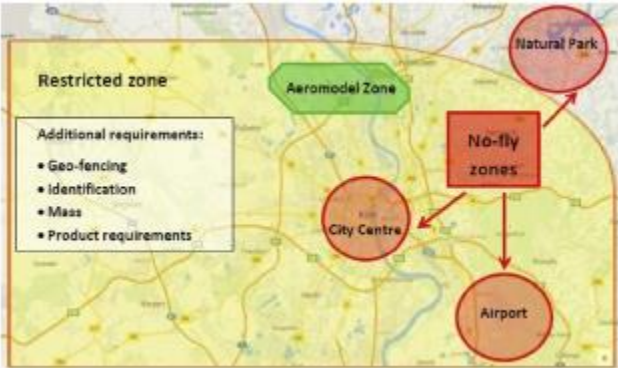 Natural Park
Restricted zone
Aeromodel Zone
Additional requirements:
• Geo-fencing
• Identification
• Mass
• Product requirements
No-fly
zones
City Centre
Airport